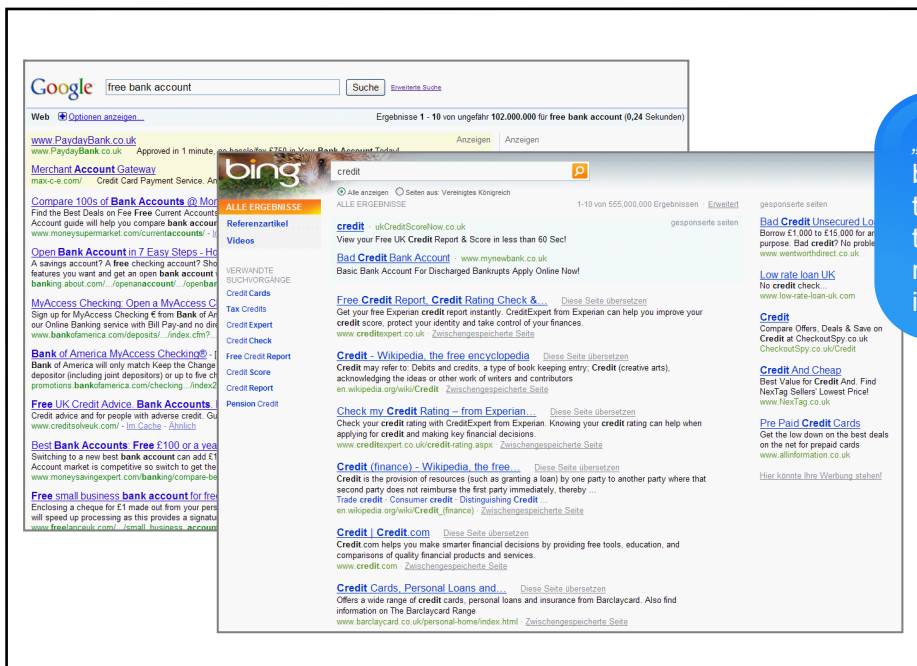 Google
free bank account
Suche Erweiterte Suche
Web Optionen anzeigen... Ergebnisse 1 - 10 von ungefähr 102.000.000 für free bank account (0,24 Sekunden)
www.PaydayBank.co.uk Anzeigen Anzeigen
www.PaydayBank.co.uk Approved in 1 minute, no hassle/fax £750 in Your Bank Account Today!
Merchant Account Gateway
max-c-e.com/ Credit Card Payment Service.
Compare 100s of Bank Accounts @
Find the Best Deals on Fee Free Current Accounts
Account guide will help you compare bank
Open Bank Account in 7 Easy Steps -
A savings account? A free checking account?
features you want and get an open bank account
banking.about.com/.../openanaccount/.../
MyAccess Checking: Open a MyAccess
Sign up for MyAccess Checking € from Bank of
our Online Banking service with Bill Pay-and no
www.bankofamerica.com/deposits/.../index.cfm?
Bank of America MyAccess Checking® -
Bank of America will only match Keep the Change
depositor (including joint depositors) or up to five
promotions.bankofamerica.com/checking.../
Free UK Credit Advice. Bank Accounts.
Credit advice and for people with adverse credit.
www.creditsolveuk.com/ - Im Cache - Ähnlich
Best Bank Accounts: Free £100 or a
Switching to a new best bank account can add
Account market is competitive so switch to get the
www.moneysavingexpert.com/banking/
Free small business bank account for
Enclosing a cheque for £1 made out from your
will speed up processing as this provides a
www.freelanceuk.com/.../small_business_
bing
credit
Alle anzeigen Seiten aus: Vereinigtes Königreich
ALLE ERGEBNISSE
Referenzartikel
Videos
VERWANDTE
SUCHVORGÄNGE
Credit Cards
Tax Credits
Credit Expert
Credit Check
Free Credit Report
Credit Score
Credit Report
Pension Credit
ALLE ERGEBNISSE 1-10 von 555,000,000 Ergebnissen · Erweitert
credit · ukCreditScoreNow.co.uk gesponserte seiten
View your Free UK Credit Report & Score in less than 60 Sec!
Bad Credit Bank Account · www.mynewbank.co.uk
Basic Bank Account For Discharged Bankrupts Apply Online Now!
Free Credit Report, Credit Rating Check &... Diese Seite übersetzen
Get your free Experian credit report instantly. CreditExpert from Experian can help you improve your
credit score, protect your identity and take control of your finances.
www.creditexpert.co.uk · Zwischengespeicherte Seite
Credit - Wikipedia, the free encyclopedia Diese Seite übersetzen
Credit may refer to: Debits and credits, a type of book keeping entry; Credit (creative arts),
acknowledging the ideas or other work of writers and contributors
en.wikipedia.org/wiki/Credit · Zwischengespeicherte Seite
Check my Credit Rating – from Experian... Diese Seite übersetzen
Check your credit rating with CreditExpert from Experian. Knowing your credit rating can help when
applying for credit and making key financial decisions.
www.creditexpert.co.uk/credit-rating.aspx · Zwischengespeicherte Seite
Credit (finance) - Wikipedia, the free... Diese Seite übersetzen
Credit is the provision of resources (such as granting a loan) by one party to another party where that
second party does not reimburse the first party immediately, thereby ...
Trade credit · Consumer credit · Distinguishing Credit ...
en.wikipedia.org/wiki/Credit_(finance) · Zwischengespeicherte Seite
Credit | Credit.com Diese Seite übersetzen
Credit.com helps you make smarter financial decisions by providing free tools, education, and
comparisons of quality financial products and services.
www.credit.com · Zwischengespeicherte Seite
Credit Cards, Personal Loans and... Diese Seite übersetzen
Offers a wide range of credit cards, personal loans and insurance from Barclaycard. Also find
information on The Barclaycard Range
www.barclaycard.co.uk/personal-home/index.html · Zwischengespeicherte Seite
gesponserte seiten
Bad Credit Unsecured
Borrow £1,000 to £15,000 for
purpose. Bad credit? No
www.wentworthdirect.co.uk
Low rate loan UK
No credit check...
www.low-rate-loan-uk.com
Credit
Compare Offers, Deals & Save on
Credit at CheckoutSpy.co.uk
CheckoutSpy.co.uk/Credit
Credit And Cheap
Best Value for Credit And. Find
NexTag Sellers' Lowest Price!
www.NexTag.co.uk
Pre Paid Credit Cards
Get the low down on the best deals
on the net for prepaid cards
www.allinformation.co.uk
Hier könnte Ihre Werbung stehen!